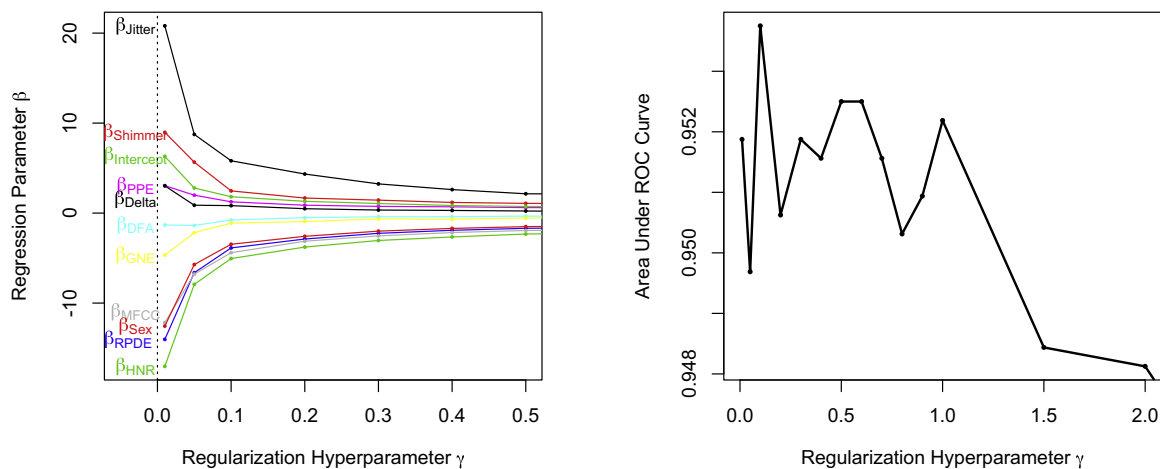 Regression Parameter β
20
10
0
-10
βJitter
βShimmer
βIntercept
βPPE
βDelta
βDFA
βGNE
βMFCC
βSex
βRPDE
βHNR
0.0 0.1 0.2 0.3 0.4 0.5
Regularization Hyperparameter γ
Area Under ROC Curve
0.952
0.950
0.948
0.0 0.5 1.0 1.5 2.0
Regularization Hyperparameter γ